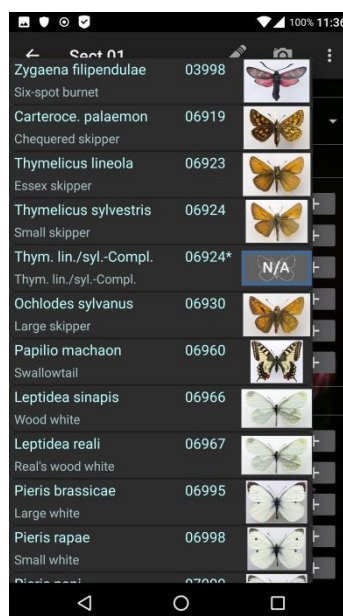 100% 11:36
Sect 01
Zygaena filipendulae 03998
Six-spot burnet
Carteroce. palaemon 06919
Chequered skipper
Thymelicus lineola 06923
Essex skipper
Thymelicus sylvestris 06924
Small skipper
Thym. lin./syl.-Compl. 06924*
Thym. lin./syl.-Compl.
N/A
Ochlodes sylvanus 06930
Large skipper
Papilio machaon 06960
Swallowtail
Leptidea sinapis 06966
Wood white
Leptidea reali 06967
Real's wood white
Pieris brassicae 06995
Large white
Pieris rapae 06998
Small white